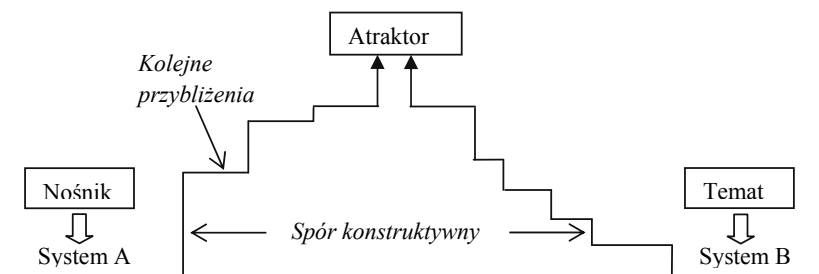 Atraktor
Kolejne
przybliżenia
Nośnik
Temat
Spór konstruktywny
System A
System B